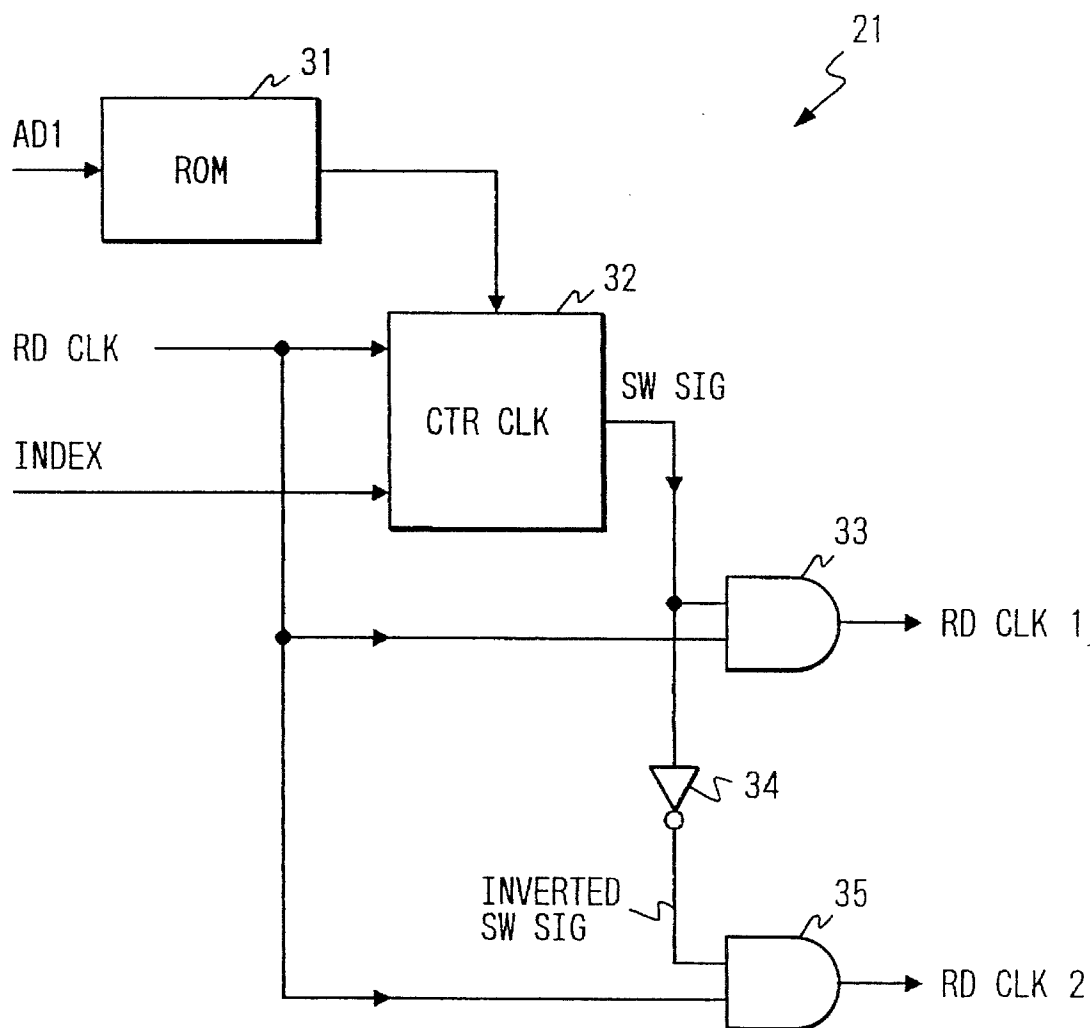 21
31
AD1
ROM
32
RD CLK
SW SIG
CTR CLK
INDEX
33
RD CLK 1
34
INVERTED
SW SIG
35
RD CLK 2